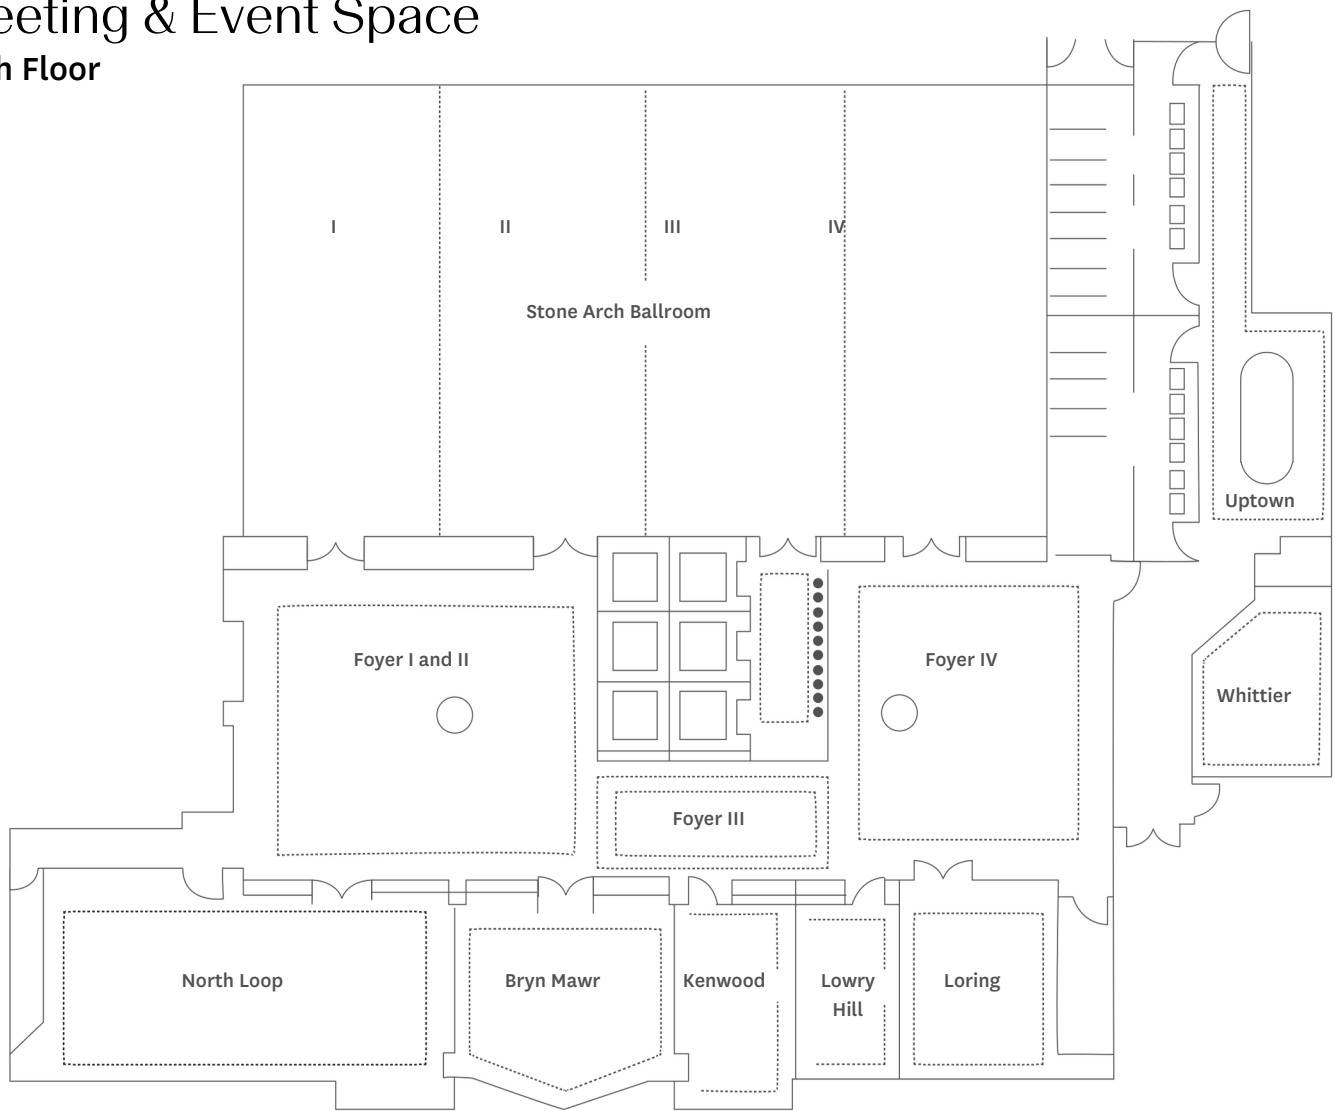 eeting & Event Space
h Floor
I
II
III
IV
Stone Arch Ballroom
Uptown
Foyer I and II
Foyer IV
Whittier
Foyer III
North Loop
Bryn Mawr
Kenwood
Lowry
Hill
Loring